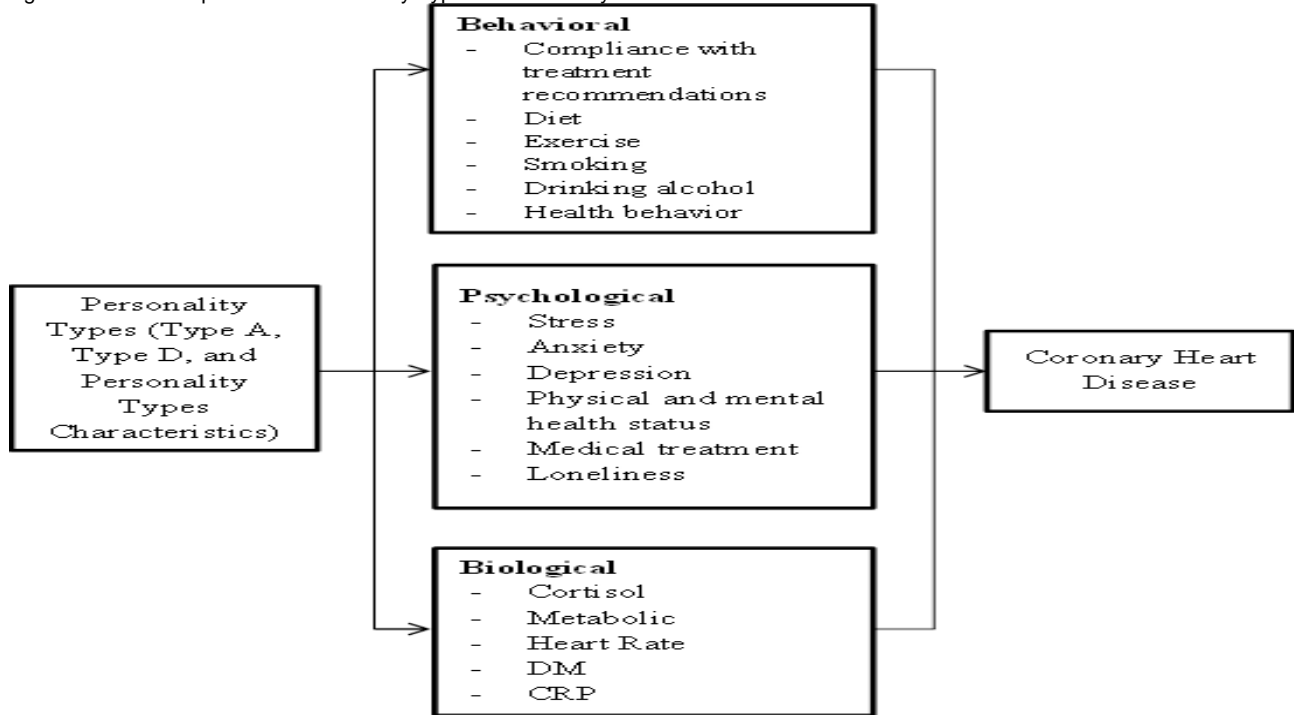 Behavioral
- Compliance with
treatment
recommendations
- Diet
- Exercise
- Smoking
- Drinking alcohol
- Health behavior
Personality
Types (Type A,
Type D, and
Personality
Types
Characteristics)
Psychological
- Stress
- Anxiety
- Depression
- Physical and mental
health status
- Medical treatment
- Loneliness
Coronary Heart
Disease
Biological
- Cortisol
- Metabolic
- Heart Rate
- DM
- CRP